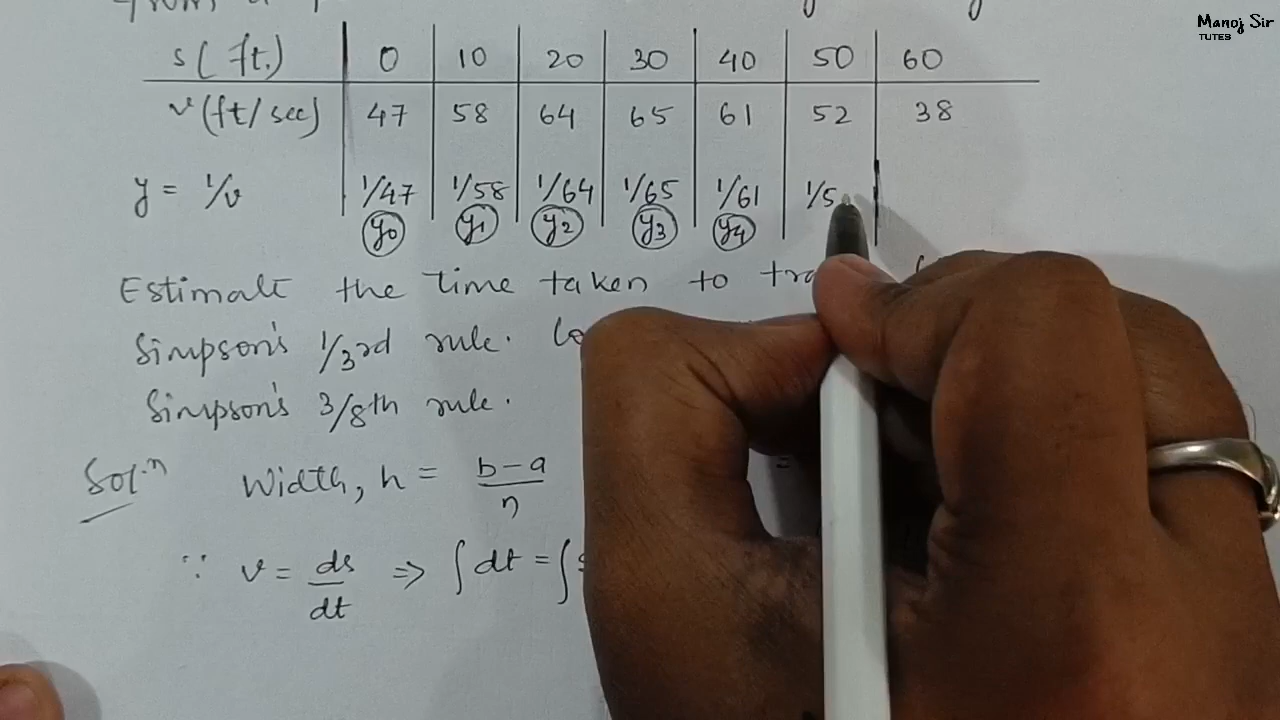 Manoj Sir
TUTES
s(ft.) 0 10 20 30 40 50 60
v(ft/sec) 47 58 64 65 61 52 38
y = 1/v 1/47 1/58 1/64 1/65 1/61 1/5
y0 y1 y2 y3 y4
Estimate the time taken to
Simpson's 1/3rd rule.
Simpson's 3/8th rule.
Sol.n Width, h = b-a/n =
∵ v = ds/dt ⇒ ∫dt = ∫